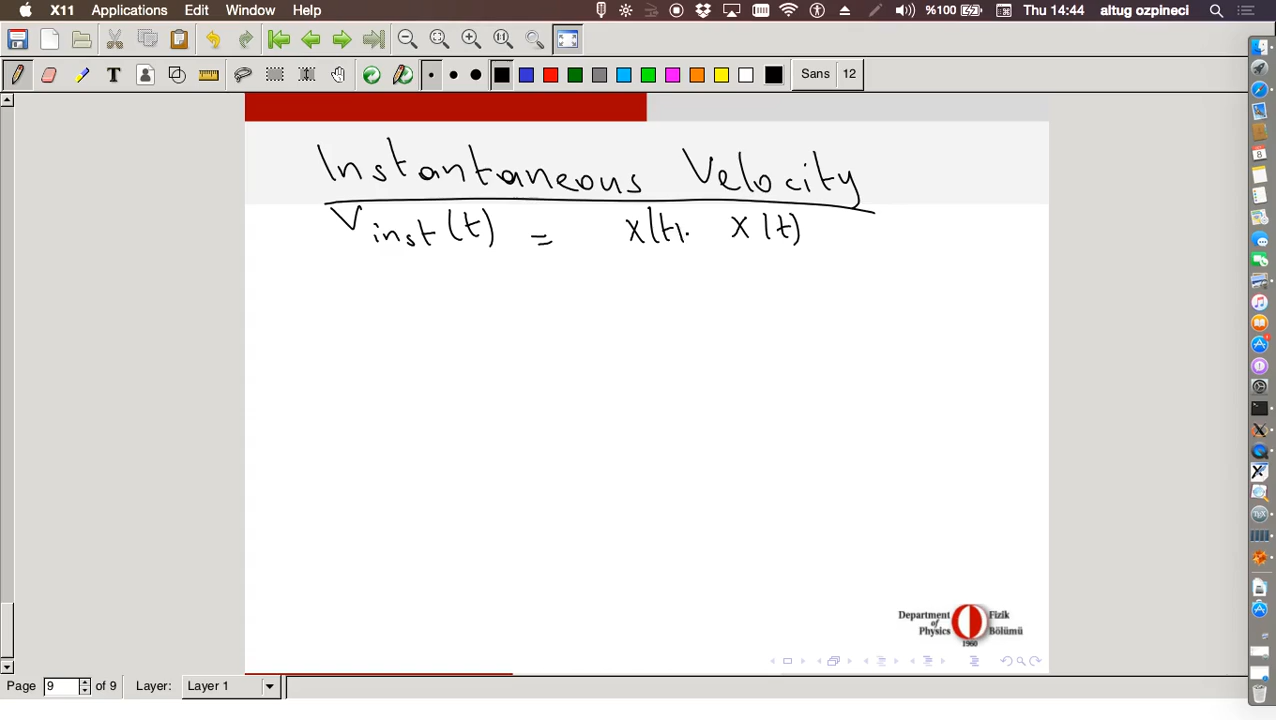 X11 Applications Edit Window Help %100 Thu 14:44 altug ozpineci
Sans 12
Instantaneous Velocity
Vinst(t) = x(t). x(t)
Department of Physics
1960
Fizik Bölümü
Page 9 of 9 Layer: Layer 1